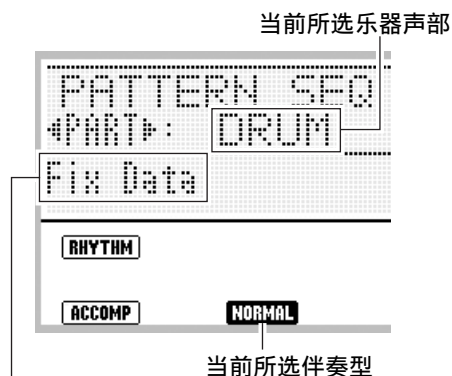 当前所选乐器声部
PATTERN SEQ
◀PART▶: DRUM
Fix Data
RHYTHM
ACCOMP NORMAL
当前所选伴奏型